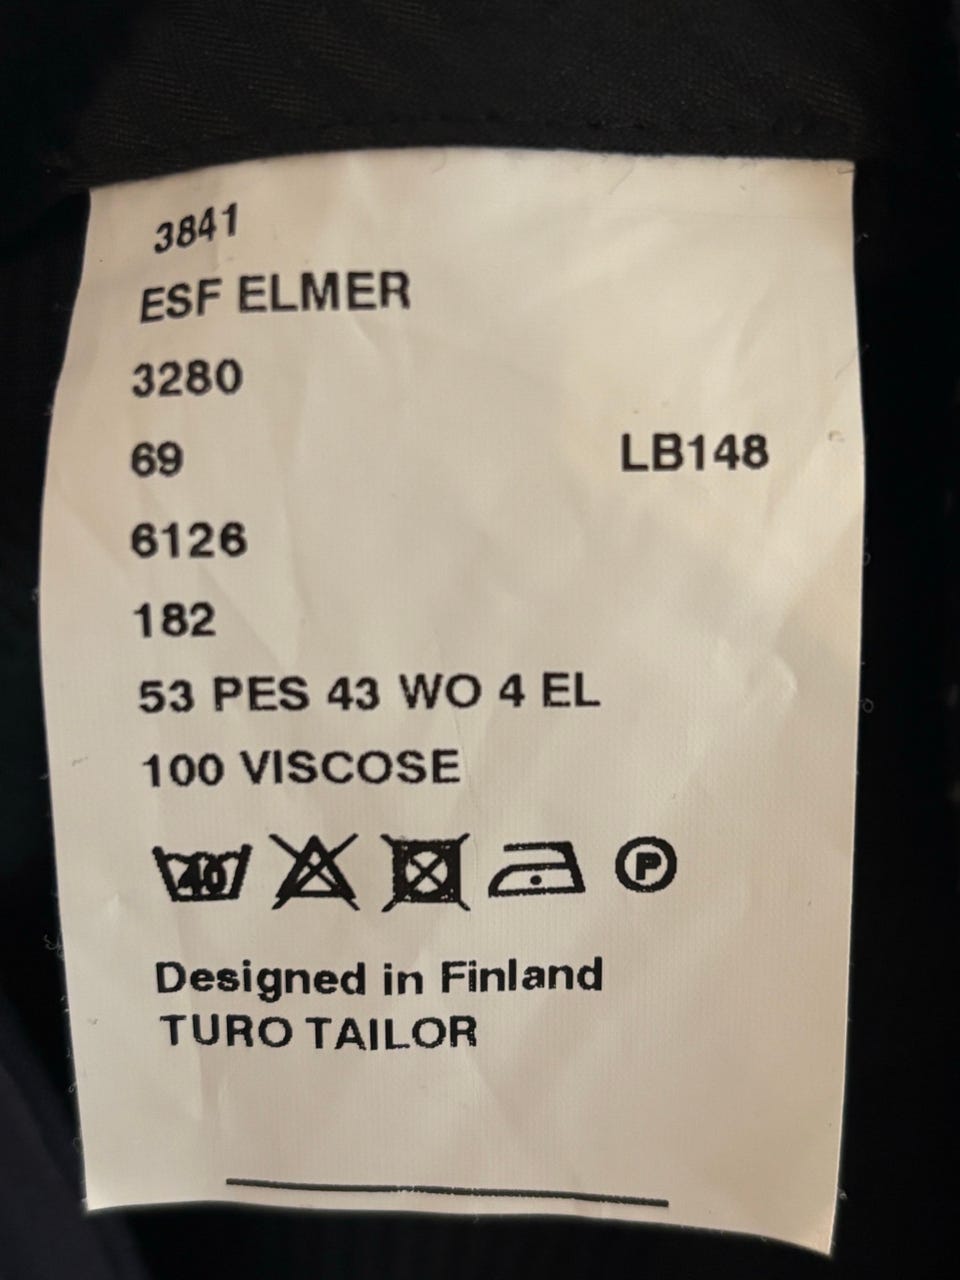 3841
ESF ELMER
3280
69 LB148
6126
182
53 PES 43 WO 4 EL
100 VISCOSE
40 P
Designed in Finland
TURO TAILOR